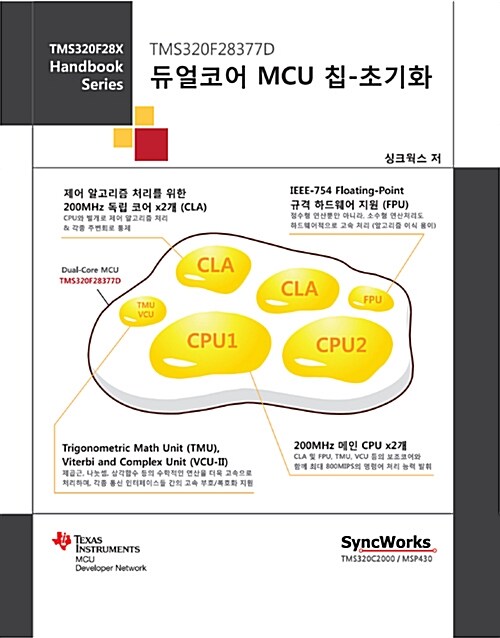 TMS320F28X
Handbook
Series
TMS320F28377D
듀얼코어 MCU 칩-초기화
싱크웍스 저
제어 알고리즘 처리를 위한
200MHz 독립 코어 x2개 (CLA)
CPU와 별개로 제어 알고리즘 처리
& 각종 주변회로 통제
IEEE-754 Floating-Point
규격 하드웨어 지원 (FPU)
정수형 연산뿐만 아니라, 소수형 연산처리도
하드웨어적으로 고속 처리 (알고리즘 이식 용이)
Dual-Core MCU
TMS320F28377D
CLA
CLA
FPU
TMU
VCU
CPU1
CPU2
Trigonometric Math Unit (TMU),
Viterbi and Complex Unit (VCU-II)
제곱근, 나눗셈, 삼각함수 등의 수학적인 연산을 더욱 고속으로
처리하며, 각종 통신 인터페이스들 간의 고속 부호/복호화 지원
200MHz 메인 CPU x2개
CLA 및 FPU, TMU, VCU 등의 보조코어와
함께 최대 800MIPS의 명령어 처리 능력 발휘
TEXAS
INSTRUMENTS
MCU
Developer Network
SyncWorks
TMS320C2000 / MSP430